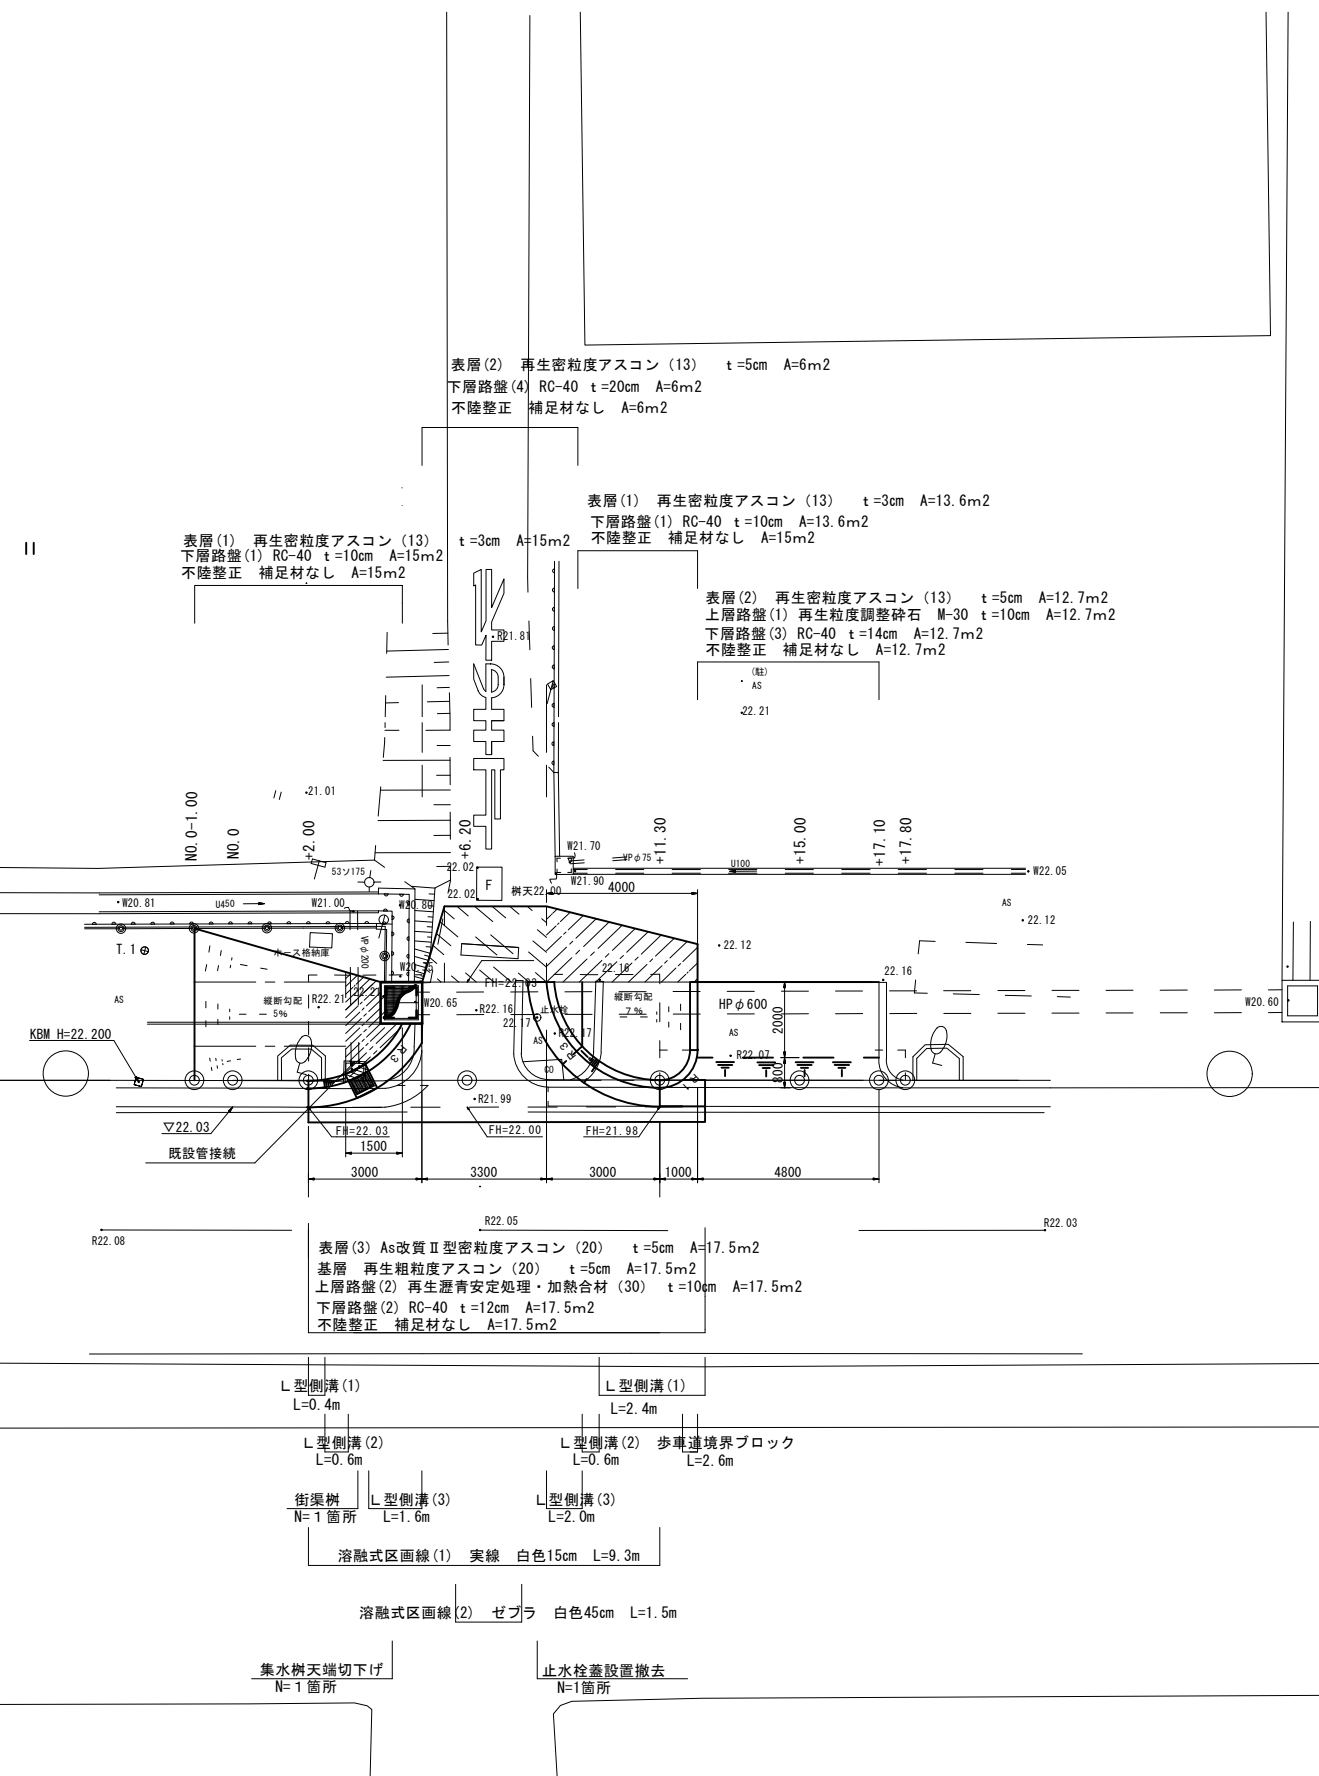 表層(2)　再生密粒度アスコン（13）　t=5cm　A=6m2
下層路盤(4) RC-40　t=20cm　A=6m2
不陸整正　補足材なし　A=6m2
表層(1)　再生密粒度アスコン（13）　t=3cm　A=13.6m2
下層路盤(1) RC-40　t=10cm　A=13.6m2
不陸整正　補足材なし　A=15m2
表層(1)　再生密粒度アスコン（13）　t=3cm　A=15m2
下層路盤(1) RC-40　t=10cm　A=15m2
不陸整正　補足材なし　A=15m2
表層(2)　再生密粒度アスコン（13）　t=5cm　A=12.7m2
上層路盤(1) 再生粒度調整砕石　M-30　t=10cm　A=12.7m2
下層路盤(3) RC-40　t=14cm　A=12.7m2
不陸整正　補足材なし　A=12.7m2
R21.81
(駐)
AS
22.21
21.01
NO.0-1.00
NO.0
+2.00
+6.20
+11.30
+15.00
+17.10
+17.80
W21.70
VPφ75
U100
W22.05
53ソ175
22.02
F
W21.90
桝天22.00
4000
22.02
W20.81
U450
W21.00
W20.80
AS
22.12
T.1
ホース格納庫
VPφ200
22.12
22.16
22.16
FH=22.03
AS
縦断勾配
5%
R22.21
W20.65
R22.16
止水栓
22.17
R22.17
縦断勾配
7%
HPφ600
2000
W20.60
KBM H=22.200
AS
AS
R22.07
CO
800
R21.99
▽22.03
FH=22.03
FH=22.00
FH=21.98
既設管接続
1500
3000
3300
3000
1000
4800
R22.08
R22.05
R22.03
表層(3) As改質Ⅱ型密粒度アスコン（20）　t=5cm　A=17.5m2
基層　再生粗粒度アスコン（20）　t=5cm　A=17.5m2
上層路盤(2) 再生瀝青安定処理・加熱合材（30）　t=10cm　A=17.5m2
下層路盤(2) RC-40　t=12cm　A=17.5m2
不陸整正　補足材なし　A=17.5m2
L型側溝(1)
L=0.4m
L型側溝(1)
L=2.4m
L型側溝(2)
L=0.6m
L型側溝(2)
L=0.6m
歩車道境界ブロック
L=2.6m
街渠桝
N=１箇所
L型側溝(3)
L=1.6m
L型側溝(3)
L=2.0m
溶融式区画線(1)　実線　白色15cm　L=9.3m
溶融式区画線(2)　ゼブラ　白色45cm　L=1.5m
集水桝天端切下げ
N=１箇所
止水栓蓋設置撤去
N=1箇所